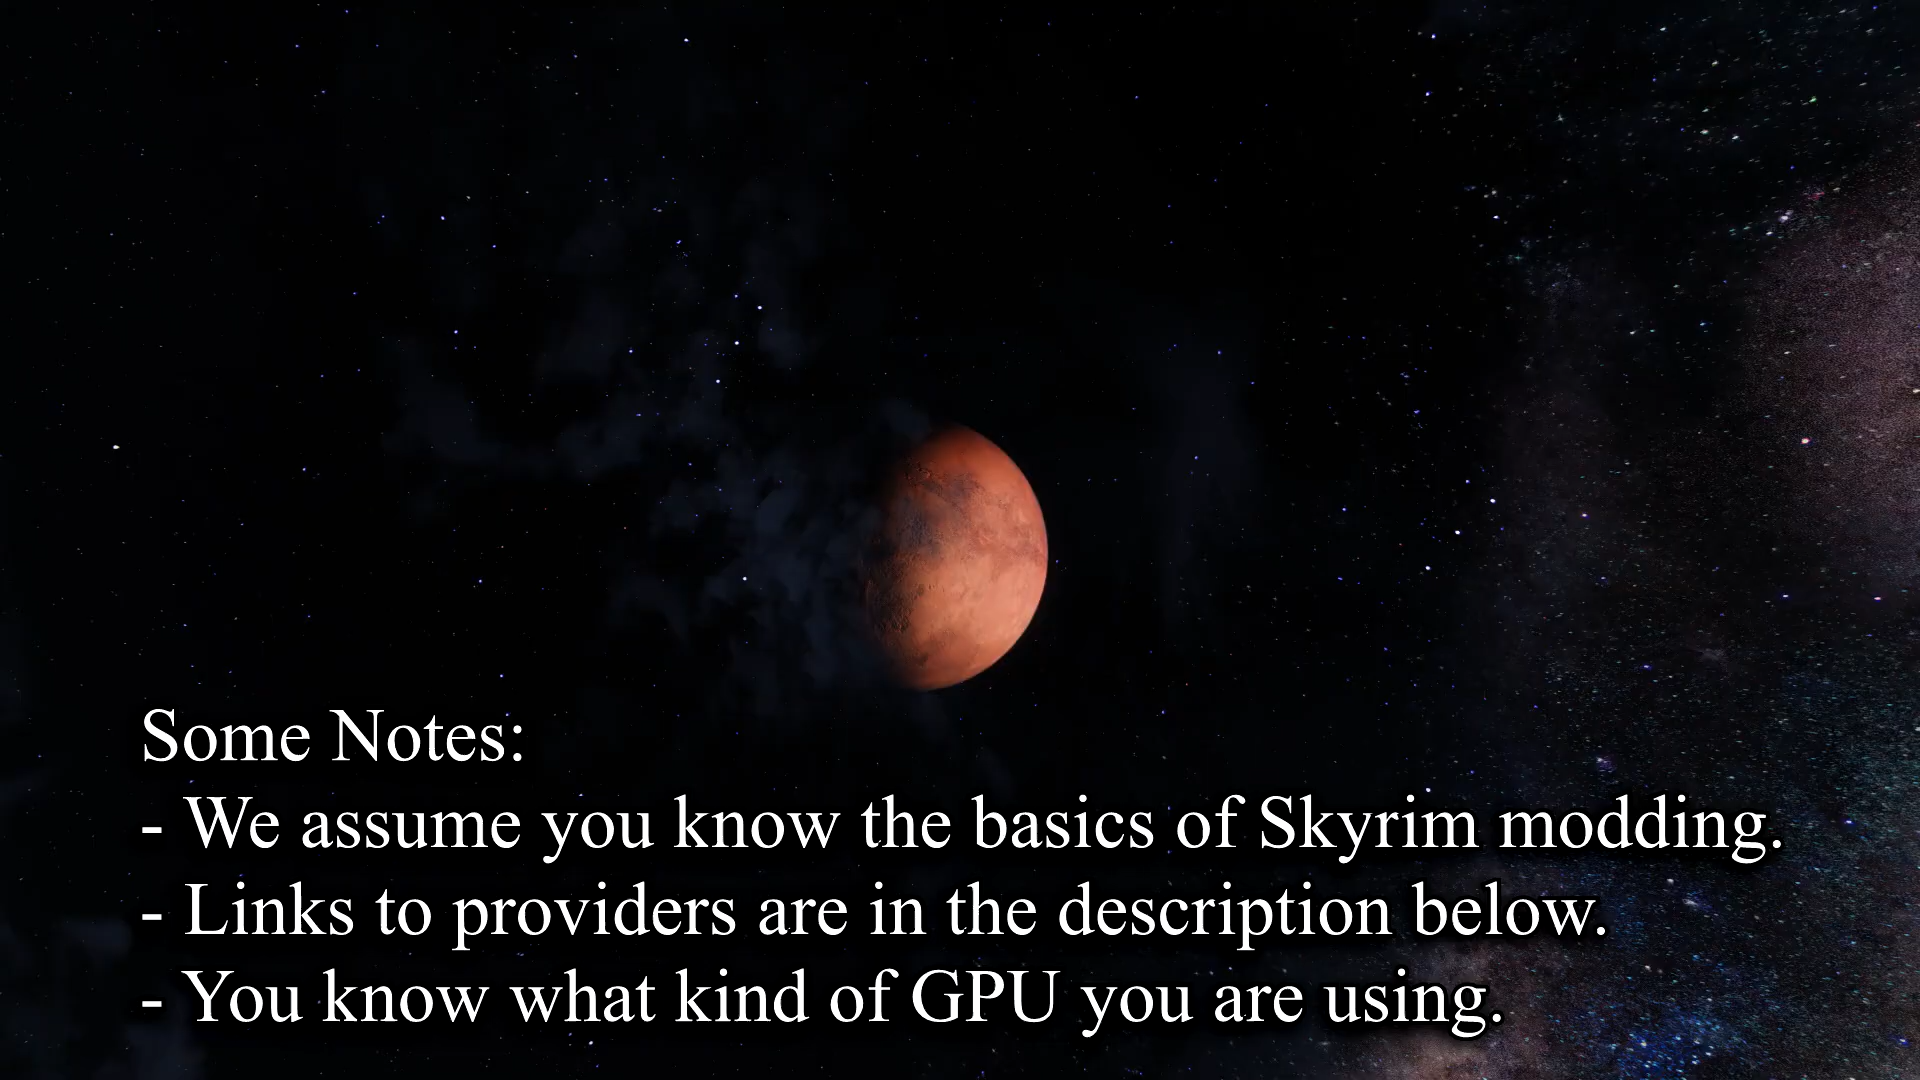 Some Notes:
- We assume you know the basics of Skyrim modding.
- Links to providers are in the description below.
- You know what kind of GPU you are using.